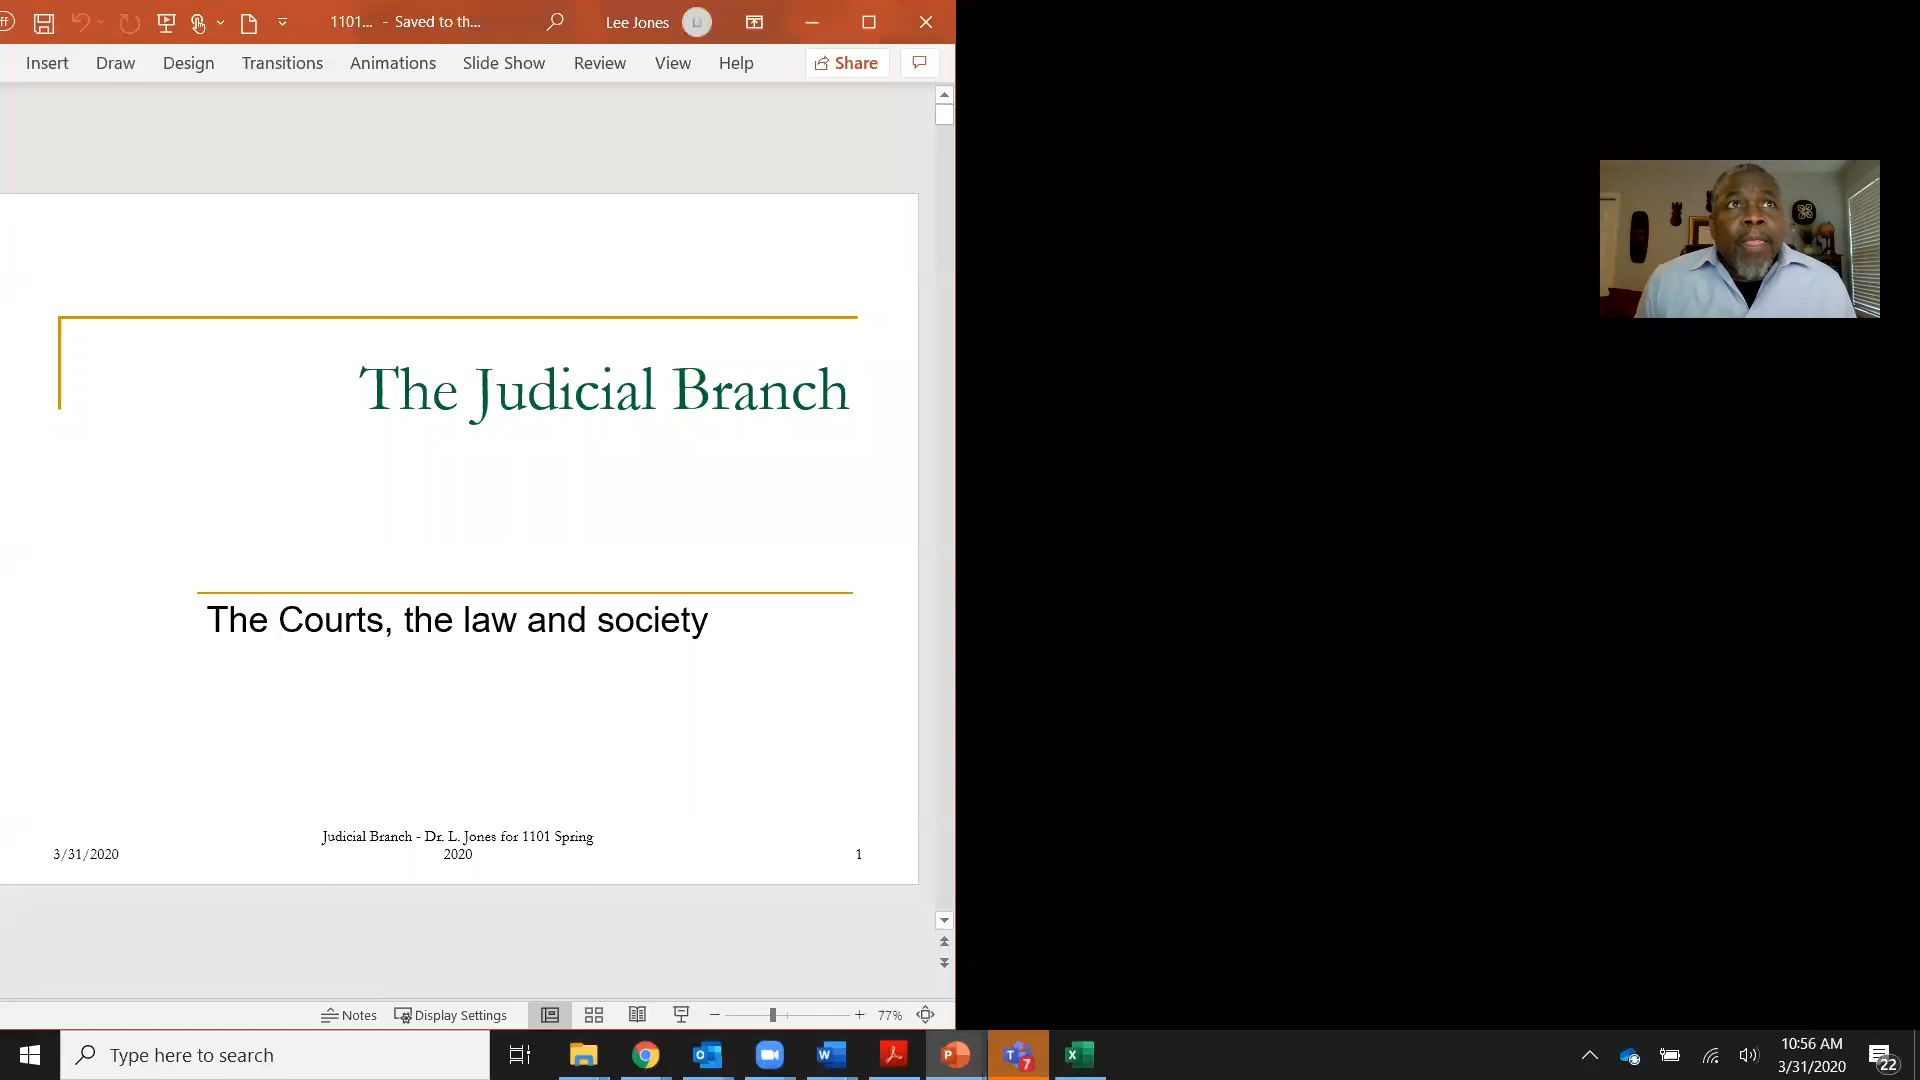 1101... - Saved to th...
Lee Jones
Insert Draw Design Transitions Animations Slide Show Review View Help Share
The Judicial Branch
The Courts, the law and society
Judicial Branch - Dr. L. Jones for 1101 Spring
2020
3/31/2020
1
Notes Display Settings 77%
Type here to search
7
10:56 AM
3/31/2020
22